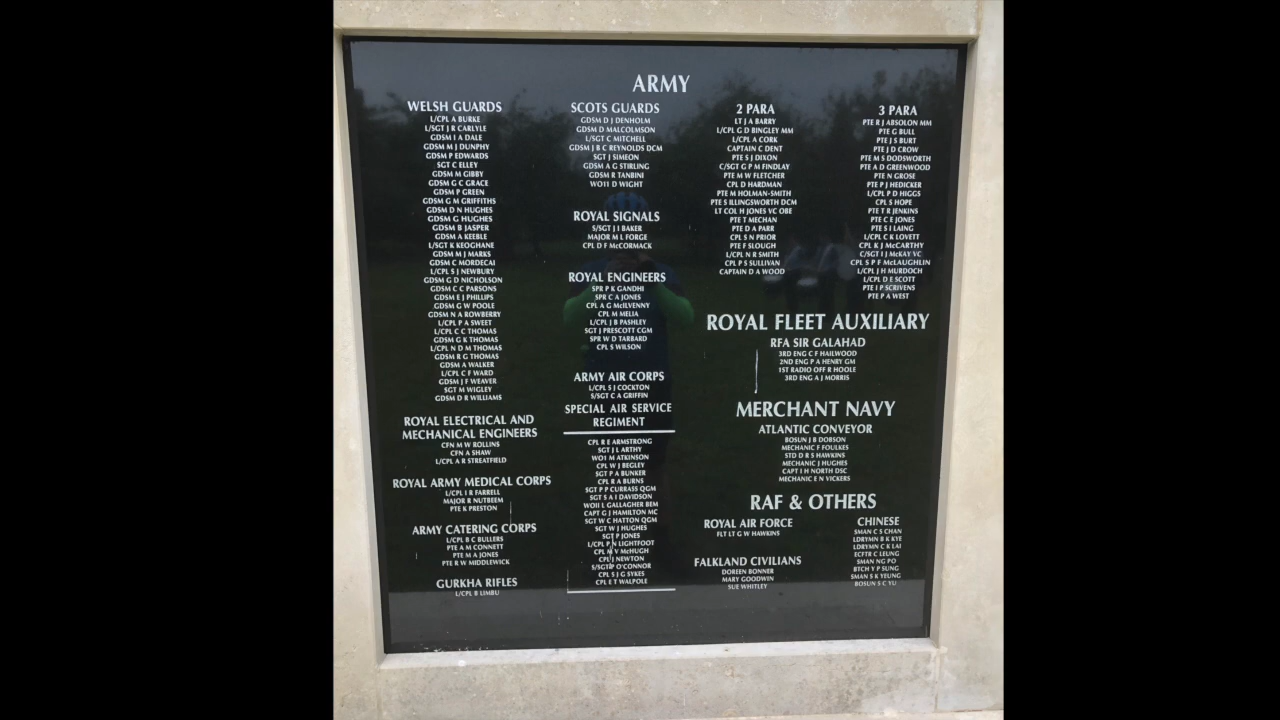 ARMY
WELSH GUARDS
L/CPL A BURKE
L/SGT J R CARLYLE
GDSM I A DALE
GDSM M J DUNPHY
GDSM P EDWARDS
SGT C ELLEY
GDSM M GIBBY
GDSM G C GRACE
GDSM P GREEN
GDSM G M GRIFFITHS
GDSM D N HUGHES
GDSM G HUGHES
GDSM B JASPER
GDSM A KEEBLE
L/SGT K KEOGHANE
GDSM M J MARKS
GDSM C MORDECAI
L/CPL S J NEWBURY
GDSM G D NICHOLSON
GDSM C C PARSONS
GDSM E J PHILLIPS
GDSM G W POOLE
GDSM N A ROWBERRY
L/CPL P A SWEET
L/CPL C C THOMAS
GDSM G K THOMAS
L/CPL N D M THOMAS
GDSM R G THOMAS
GDSM A WALKER
L/CPL C F WARD
GDSM J F WEAVER
SGT M WIGLEY
GDSM D R WILLIAMS
ROYAL ELECTRICAL AND
MECHANICAL ENGINEERS
CFN M W ROLLINS
CFN A SHAW
L/CPL A R STREATFIELD
ROYAL ARMY MEDICAL CORPS
L/CPL I R FARRELL
MAJOR R NUTBEEM
PTE K PRESTON
ARMY CATERING CORPS
L/CPL B C BULLERS
PTE A M CONNETT
PTE M A JONES
PTE R W MIDDLEWICK
GURKHA RIFLES
L/CPL B LIMBU
SCOTS GUARDS
GDSM D J DENHOLM
GDSM D MALCOLMSON
L/SGT C MITCHELL
GDSM J B C REYNOLDS DCM
SGT J SIMEON
GDSM A G STIRLING
GDSM R TANBINI
WO11 D WIGHT
ROYAL SIGNALS
S/SGT J I BAKER
MAJOR M L FORGE
CPL D F McCORMACK
ROYAL ENGINEERS
SPR P K GANDHI
SPR C A JONES
CPL A G McILVENNY
CPL M MELIA
L/CPL J B PASHLEY
SGT J PRESCOTT CGM
SPR W D TARBARD
CPL S WILSON
ARMY AIR CORPS
L/CPL S J COCKTON
S/SGT C A GRIFFIN
SPECIAL AIR SERVICE
REGIMENT
CPL R E ARMSTRONG
SGT J L ARTHY
WO1 M ATKINSON
CPL W J BEGLEY
SGT P A BUNKER
CPL R A BURNS
SGT P P CURRASS QGM
SGT S A I DAVIDSON
WOII L GALLAGHER BEM
CAPT G J HAMILTON MC
SGT W C HATTON QGM
SGT W J HUGHES
SGT P JONES
L/CPL P N LIGHTFOOT
CPL M V McHUGH
CPL J NEWTON
S/SGT P O'CONNOR
CPL S J G SYKES
CPL E T WALPOLE
2 PARA
LT J A BARRY
L/CPL G D BINGLEY MM
L/CPL A CORK
CAPTAIN C DENT
PTE S J DIXON
C/SGT G P M FINDLAY
PTE M W FLETCHER
CPL D HARDMAN
PTE M HOLMAN-SMITH
PTE S ILLINGSWORTH DCM
LT COL H JONES VC OBE
PTE T MECHAN
PTE D A PARR
CPL S N PRIOR
PTE F SLOUGH
L/CPL N R SMITH
CPL P S SULLIVAN
CAPTAIN D A WOOD
3 PARA
PTE R J ABSOLON MM
PTE G BULL
PTE J S BURT
PTE J D CROW
PTE M S DODSWORTH
PTE A D GREENWOOD
PTE N GROSE
PTE P J HEDICKER
L/CPL P D HIGGS
CPL S HOPE
PTE T R JENKINS
PTE C E JONES
PTE S I LAING
L/CPL C K LOVETT
CPL K J McCARTHY
C/SGT I J McKAY VC
CPL S P F McLAUGHLIN
L/CPL J H MURDOCH
L/CPL D E SCOTT
PTE I P SCRIVENS
PTE P A WEST
ROYAL FLEET AUXILIARY
RFA SIR GALAHAD
3RD ENG C F HAILWOOD
2ND ENG P A HENRY GM
1ST RADIO OFF R HOOLE
3RD ENG A J MORRIS
MERCHANT NAVY
ATLANTIC CONVEYOR
BOSUN J B DOBSON
MECHANIC F FOULKES
STD D R S HAWKINS
MECHANIC J HUGHES
CAPT I H NORTH DSC
MECHANIC E N VICKERS
RAF & OTHERS
ROYAL AIR FORCE
FLT LT G W HAWKINS
FALKLAND CIVILIANS
DOREEN BONNER
MARY GOODWIN
SUE WHITLEY
CHINESE
SMAN C S CHAN
LDRYMN B K KYE
LDRYMN C K LAI
ECFTR C LEUNG
SMAN NG PO
BTCH Y P SUNG
SMAN S K YEUNG
BOSUN S C YU